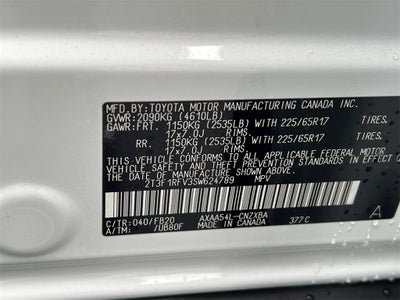 MFD. BY:TOYOTA MOTOR MANUFACTURING CANADA INC.
GVWR: 2090KG (4610LB)
GAWR:FRT. 1150KG (2535LB) WITH 225/65R17 TIRES,
17x7.0J RIMS.
RR. 1150KG (2535LB) WITH 225/65R17 TIRES,
17x7.0J RIMS.
THIS VEHICLE CONFORMS TO ALL APPLICABLE FEDERAL MOTOR
VEHICLE SAFETY AND THEFT PREVENTION STANDARDS IN EFFECT
ON THE DATE OF MANUFACTURE SHOWN ABOVE.
2T3F1RFV3SW624789 MPV
C/TR:040/FB20 AXAA54L-CNZXBA 377C A
A/TM: /UB80F MADE IN CANADA